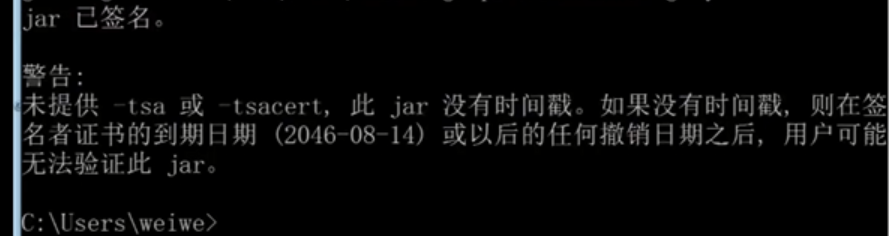 jar 已签名。
警告:
未提供 -tsa 或 -tsacert, 此 jar 没有时间戳。如果没有时间戳, 则在签
名者证书的到期日期 (2046-08-14) 或以后的任何撤销日期之后, 用户可能
无法验证此 jar。
C:\Users\weiwe>